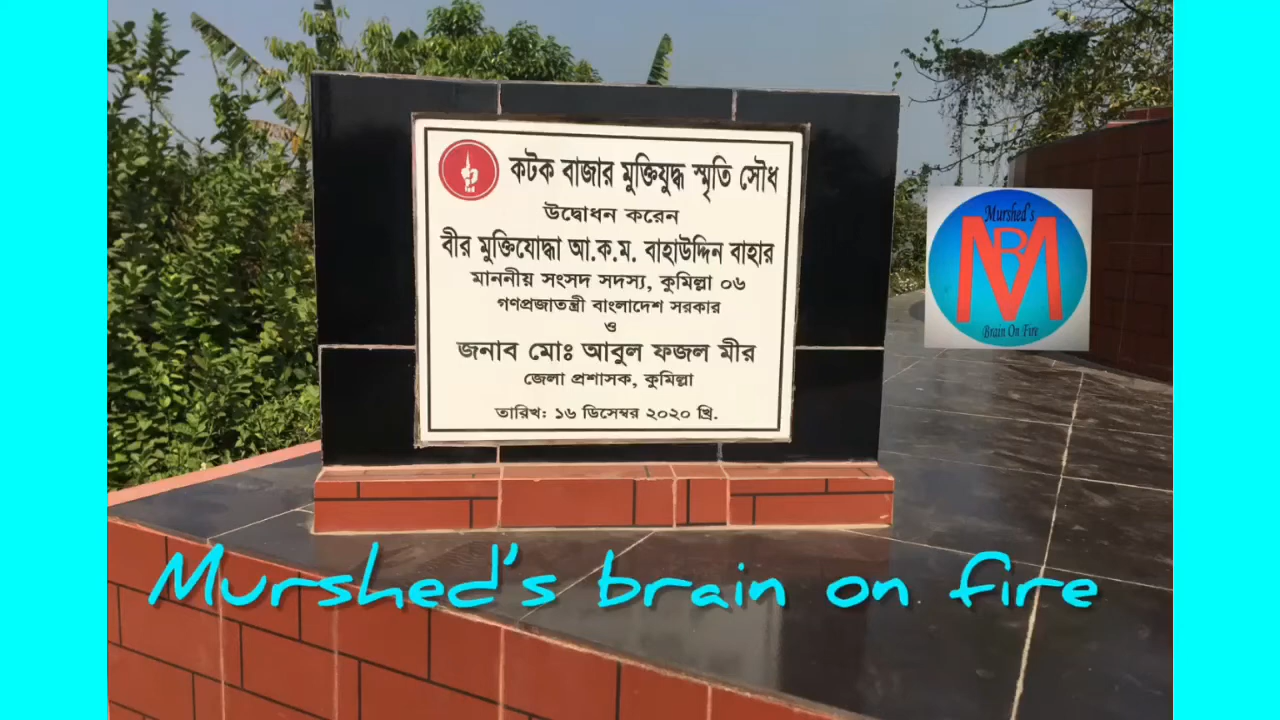 কটক বাজার মুক্তিযুদ্ধ স্মৃতি সৌধ
উদ্বোধন করেন
বীর মুক্তিযোদ্ধা আ.ক.ম. বাহাউদ্দিন বাহার
মাননীয় সংসদ সদস্য, কুমিল্লা ০৬
গণপ্রজাতন্ত্রী বাংলাদেশ সরকার
ও
জনাব মোঃ আবুল ফজল মীর
জেলা প্রশাসক, কুমিল্লা
তারিখ: ১৬ ডিসেম্বর ২০২০ খ্রি.
Murshed's
MBM
Brain On Fire
Murshed's brain on fire